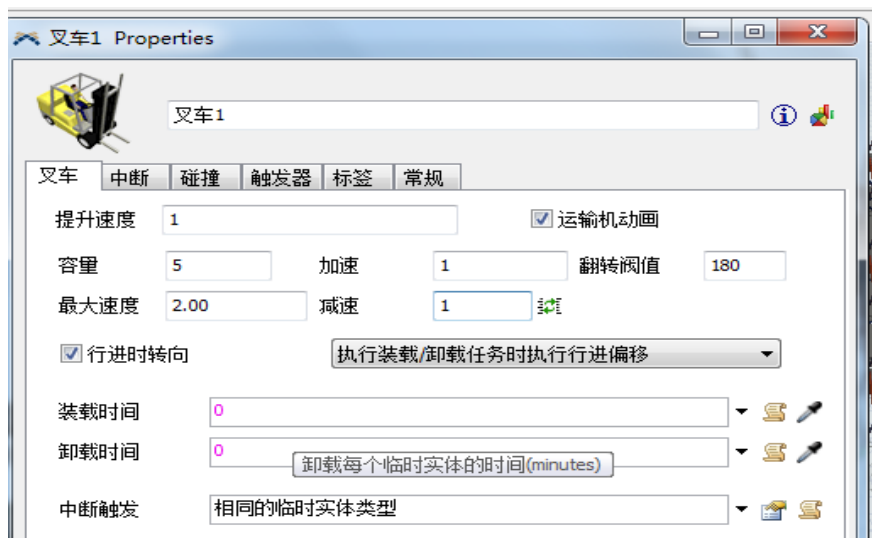 叉车1 Properties
叉车1
叉车 中断 碰撞 触发器 标签 常规
提升速度 1 运输机动画
容量 5 加速 1 翻转阀值 180
最大速度 2.00 减速 1
行进时转向 执行装载/卸载任务时执行行进偏移
装载时间 0
卸载时间 0
卸载每个临时实体的时间(minutes)
中断触发 相同的临时实体类型